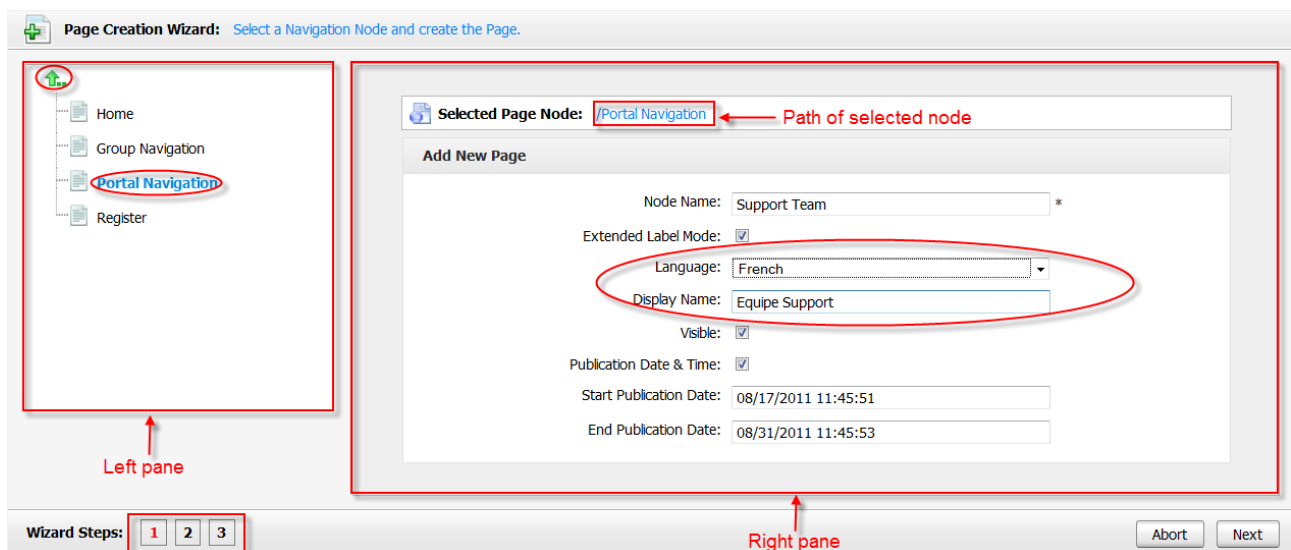 Page Creation Wizard: Select a Navigation Node and create the Page.
Home
Group Navigation
Portal Navigation
Register
Left pane
Selected Page Node: /Portal Navigation
Path of selected node
Add New Page
Node Name: Support Team *
Extended Label Mode:
Language: French
Display Name: Equipe Support
Visible:
Publication Date & Time:
Start Publication Date: 08/17/2011 11:45:51
End Publication Date: 08/31/2011 11:45:53
Right pane
Wizard Steps: 1 2 3
Abort Next